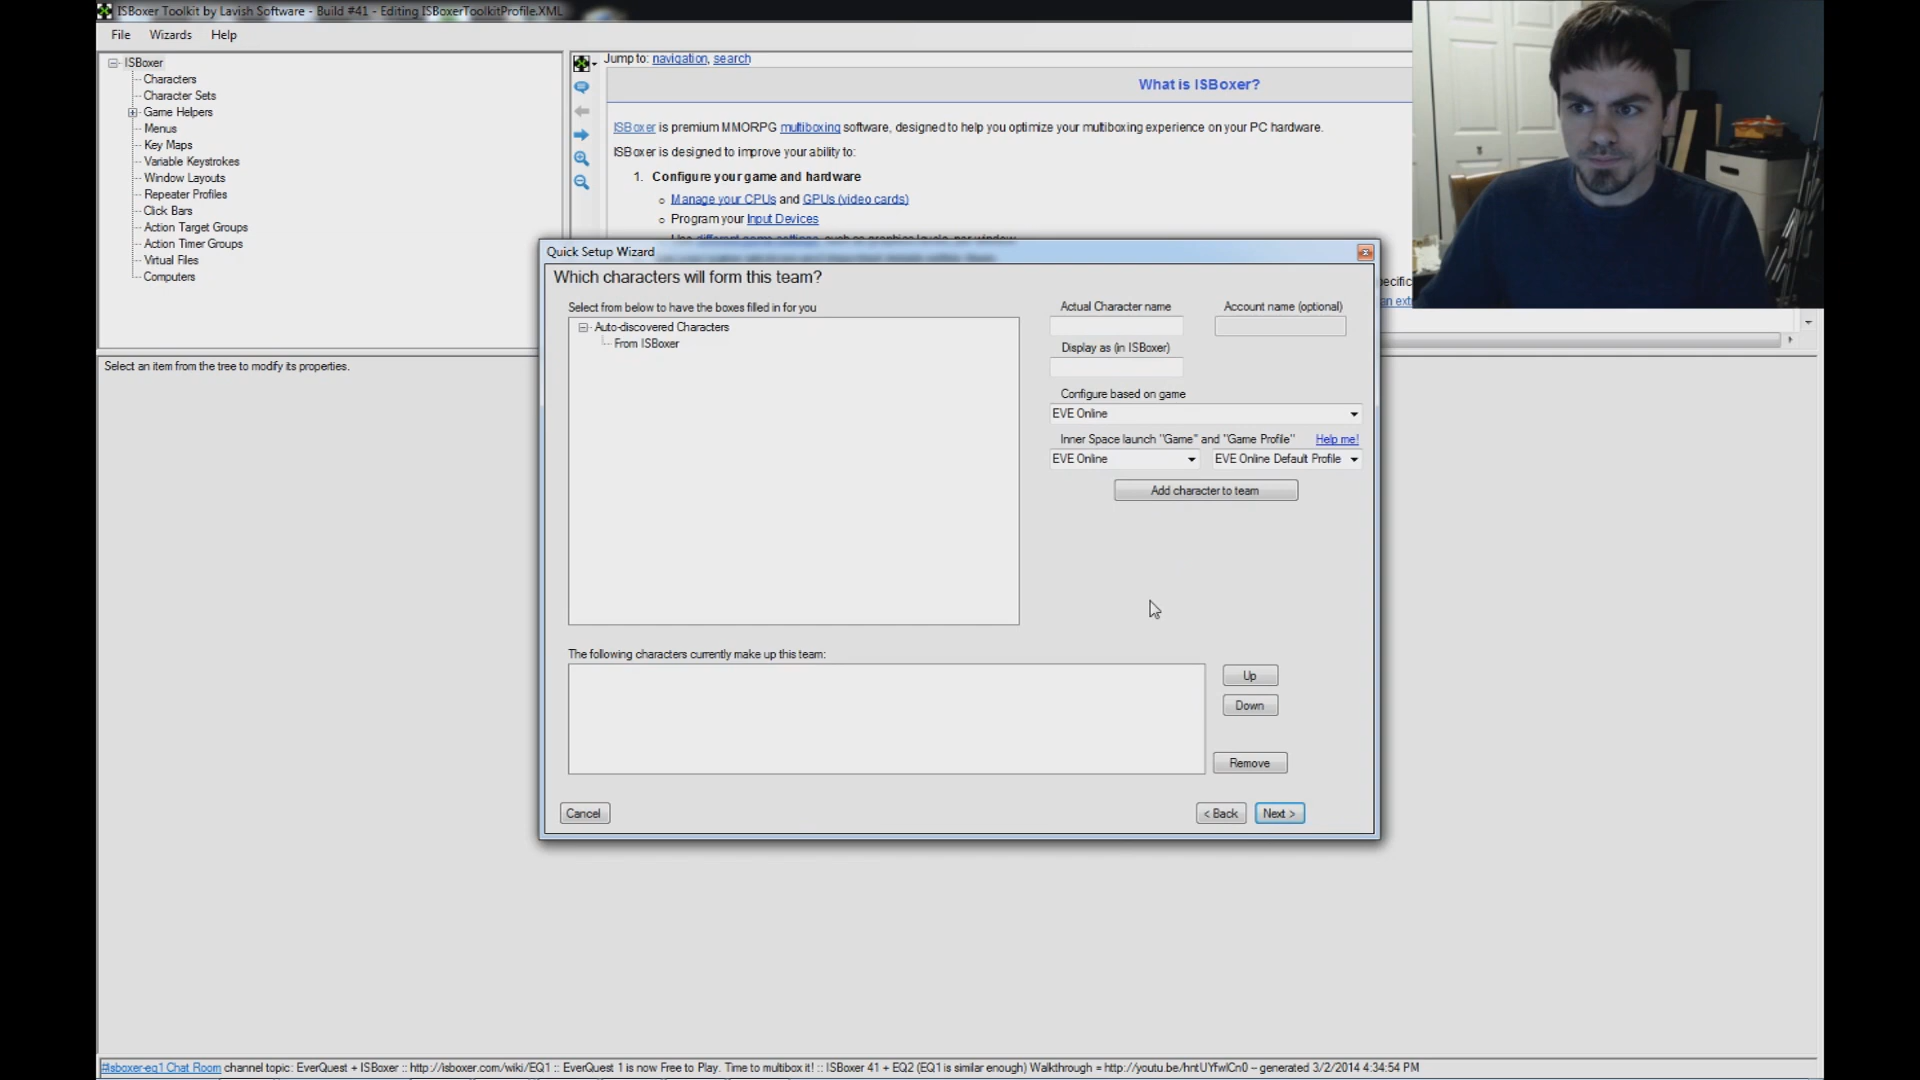 ISBoxer Toolkit by Lavish Software - Build #41 - Editing ISBoxerToolkitProfile.XML
File Wizards Help
ISBoxer
Characters
Character Sets
Game Helpers
Menus
Key Maps
Variable Keystrokes
Window Layouts
Repeater Profiles
Click Bars
Action Target Groups
Action Timer Groups
Virtual Files
Computers
Jump to: navigation, search
What is ISBoxer?
ISBoxer is premium MMORPG multiboxing software, designed to help you optimize your multiboxing experience on your PC hardware.
ISBoxer is designed to improve your ability to:
1. Configure your game and hardware
Manage your CPUs and GPUs (video cards)
Program your Input Devices
Select an item from the tree to modify its properties.
Quick Setup Wizard
Which characters will form this team?
Select from below to have the boxes filled in for you
Auto-discovered Characters
From ISBoxer
Actual Character name
Account name (optional)
Display as (in ISBoxer)
Configure based on game
EVE Online
Inner Space launch "Game" and "Game Profile" Help me!
EVE Online
EVE Online Default Profile
Add character to team
The following characters currently make up this team:
Up
Down
Remove
Cancel
< Back
Next >
#isboxer-eq1 Chat Room channel topic: EverQuest + ISBoxer :: http://isboxer.com/wiki/EQ1 :: EverQuest 1 is now Free to Play. Time to multibox it! :: ISBoxer 41 + EQ2 (EQ1 is similar enough) Walkthrough = http://youtu.be/hntUYfwlCn0 -- generated 3/2/2014 4:34:54 PM